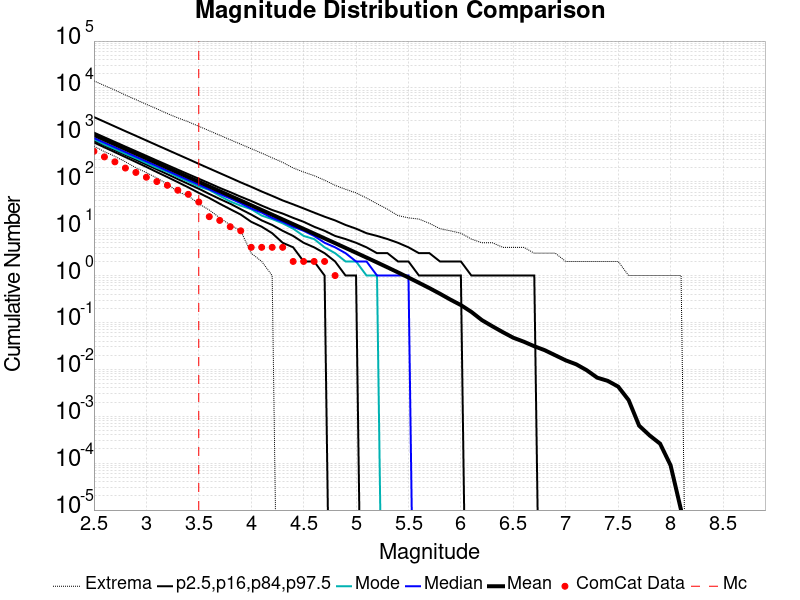 Magnitude Distribution Comparison
10^5
10^4
10^3
10^2
10^1
10^0
10^-1
10^-2
10^-3
10^-4
10^-5
Cumulative Number
2.5 3 3.5 4 4.5 5 5.5 6 6.5 7 7.5 8 8.5
Magnitude
Extrema p2.5,p16,p84,p97.5 Mode Median Mean ComCat Data Mc